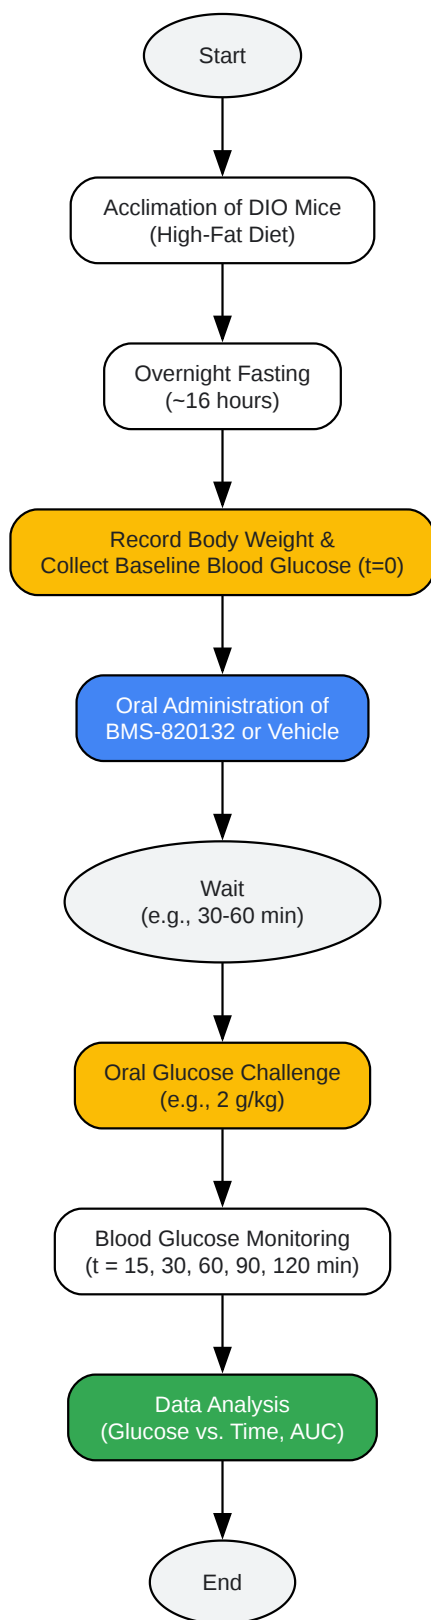 Start
Acclimation of DIO Mice
(High-Fat Diet)
Overnight Fasting
(~16 hours)
Record Body Weight &
Collect Baseline Blood Glucose (t=0)
Oral Administration of
BMS-820132 or Vehicle
Wait
(e.g., 30-60 min)
Oral Glucose Challenge
(e.g., 2 g/kg)
Blood Glucose Monitoring
(t = 15, 30, 60, 90, 120 min)
Data Analysis
(Glucose vs. Time, AUC)
End